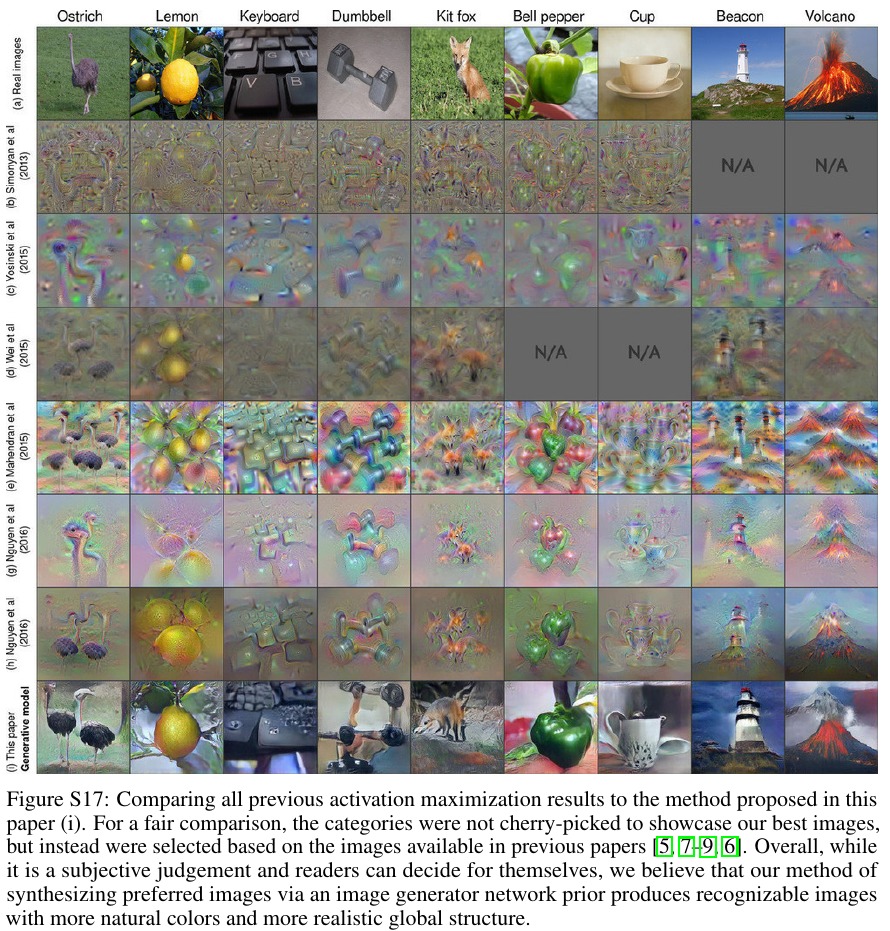 Ostrich Lemon Keyboard Dumbbell Kit fox Bell pepper Cup Beacon Volcano
(a) Real images
(b) Simonyan et al
(2013)
N/A N/A
(c) Yosinski et al
(2015)
(d) Wei et al
(2015)
N/A N/A
(e) Mahendran et al
(2015)
(g) Nguyen et al
(2016)
(h) Nguyen et al
(2016)
(i) This paper
Generative model
Figure S17: Comparing all previous activation maximization results to the method proposed in this
paper (i). For a fair comparison, the categories were not cherry-picked to showcase our best images,
but instead were selected based on the images available in previous papers [5, 7–9, 6]. Overall, while
it is a subjective judgement and readers can decide for themselves, we believe that our method of
synthesizing preferred images via an image generator network prior produces recognizable images
with more natural colors and more realistic global structure.